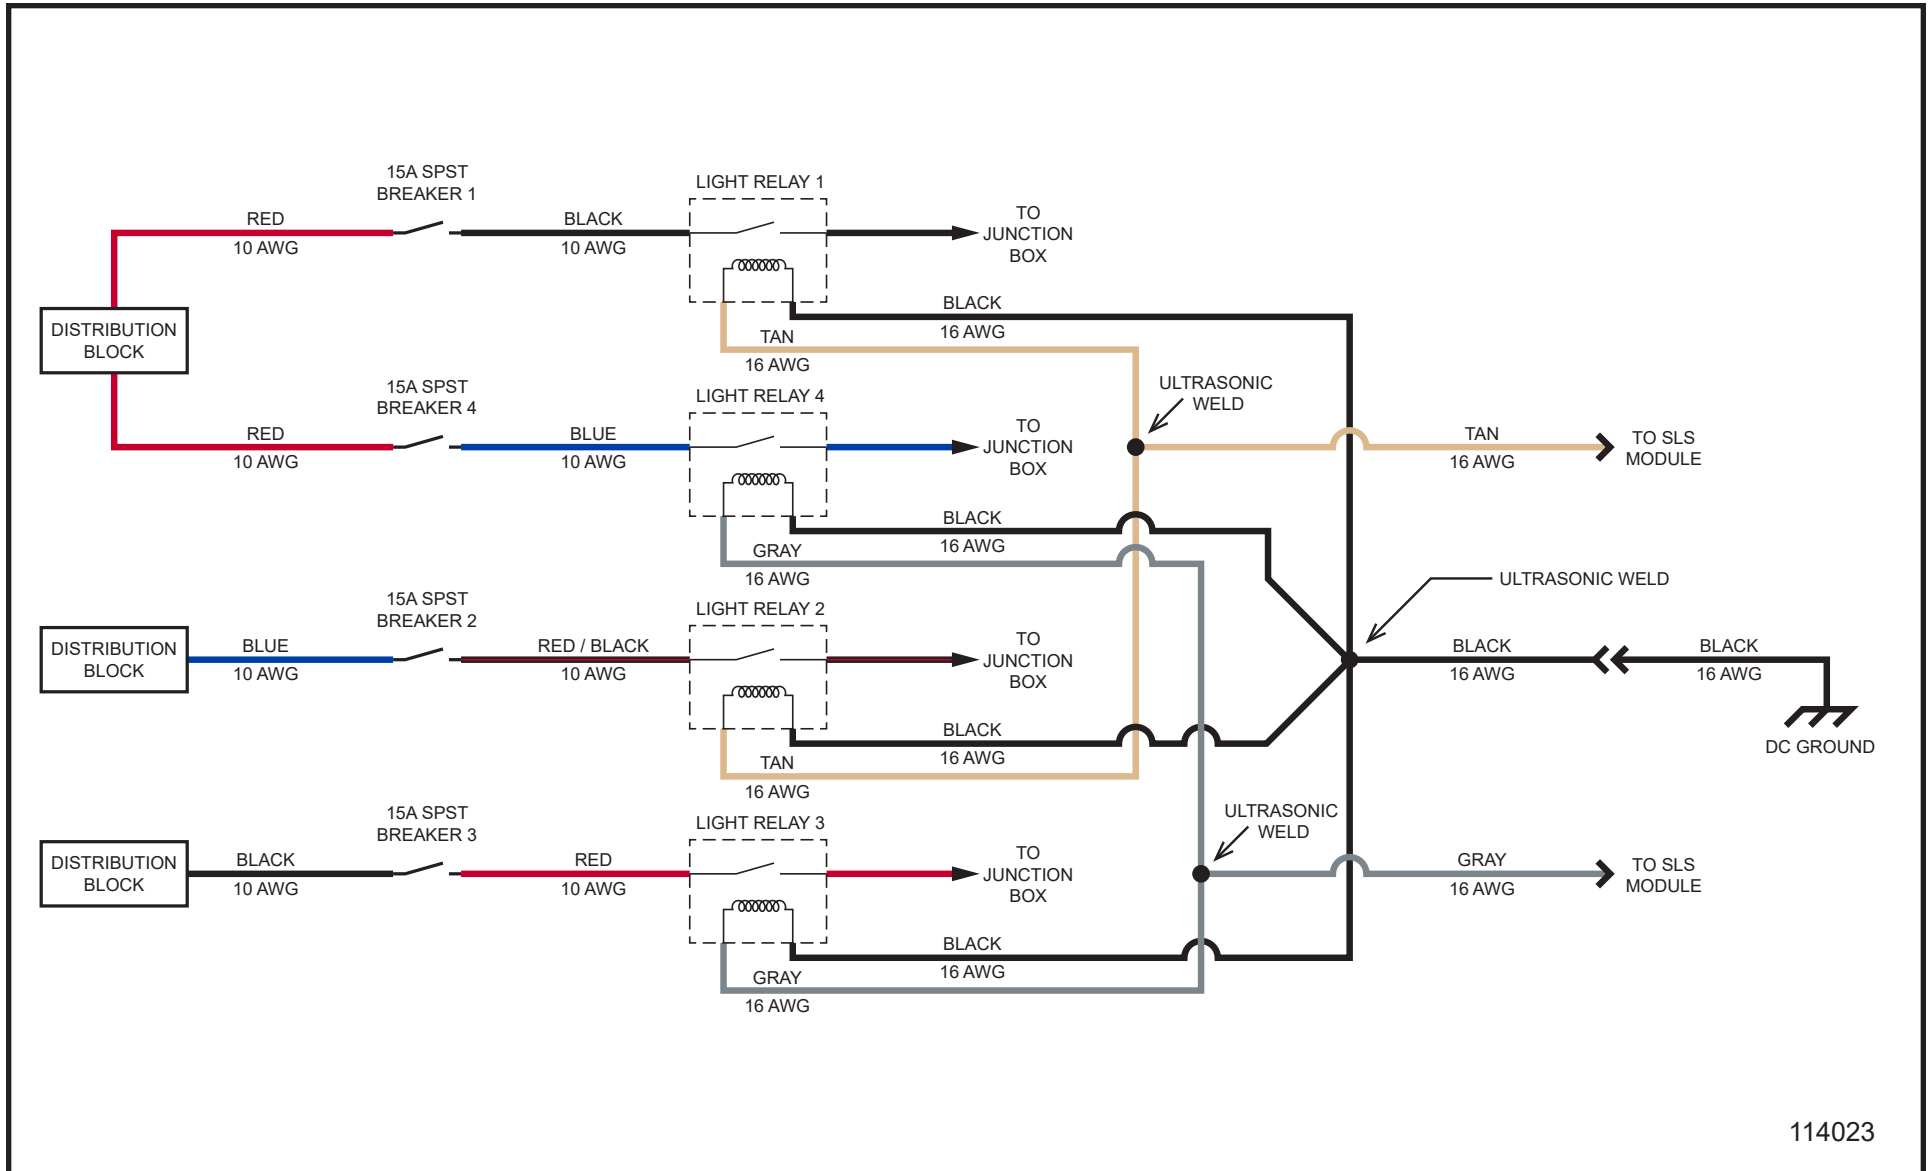 15A SPST
BREAKER 1
LIGHT RELAY 1
RED
10 AWG
BLACK
10 AWG
TO
JUNCTION
BOX
BLACK
16 AWG
TAN
16 AWG
DISTRIBUTION
BLOCK
15A SPST
BREAKER 4
LIGHT RELAY 4
RED
10 AWG
BLUE
10 AWG
TO
JUNCTION
BOX
ULTRASONIC
WELD
TAN
16 AWG
TO SLS
MODULE
BLACK
16 AWG
GRAY
16 AWG
ULTRASONIC WELD
15A SPST
BREAKER 2
LIGHT RELAY 2
DISTRIBUTION
BLOCK
BLUE
10 AWG
RED / BLACK
10 AWG
TO
JUNCTION
BOX
BLACK
16 AWG
BLACK
16 AWG
DC GROUND
BLACK
16 AWG
TAN
16 AWG
15A SPST
BREAKER 3
LIGHT RELAY 3
ULTRASONIC
WELD
DISTRIBUTION
BLOCK
BLACK
10 AWG
RED
10 AWG
TO
JUNCTION
BOX
GRAY
16 AWG
TO SLS
MODULE
BLACK
16 AWG
GRAY
16 AWG
114023